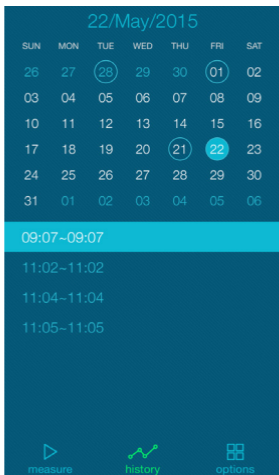 22/May/2015
SUN MON TUE WED THU FRI SAT
26 27 28 29 30 01 02
03 04 05 06 07 08 09
10 11 12 13 14 15 16
17 18 19 20 21 22 23
24 25 26 27 28 29 30
31 01 02 03 04 05 06
09:07~09:07
11:02~11:02
11:04~11:04
11:05~11:05
measure history options